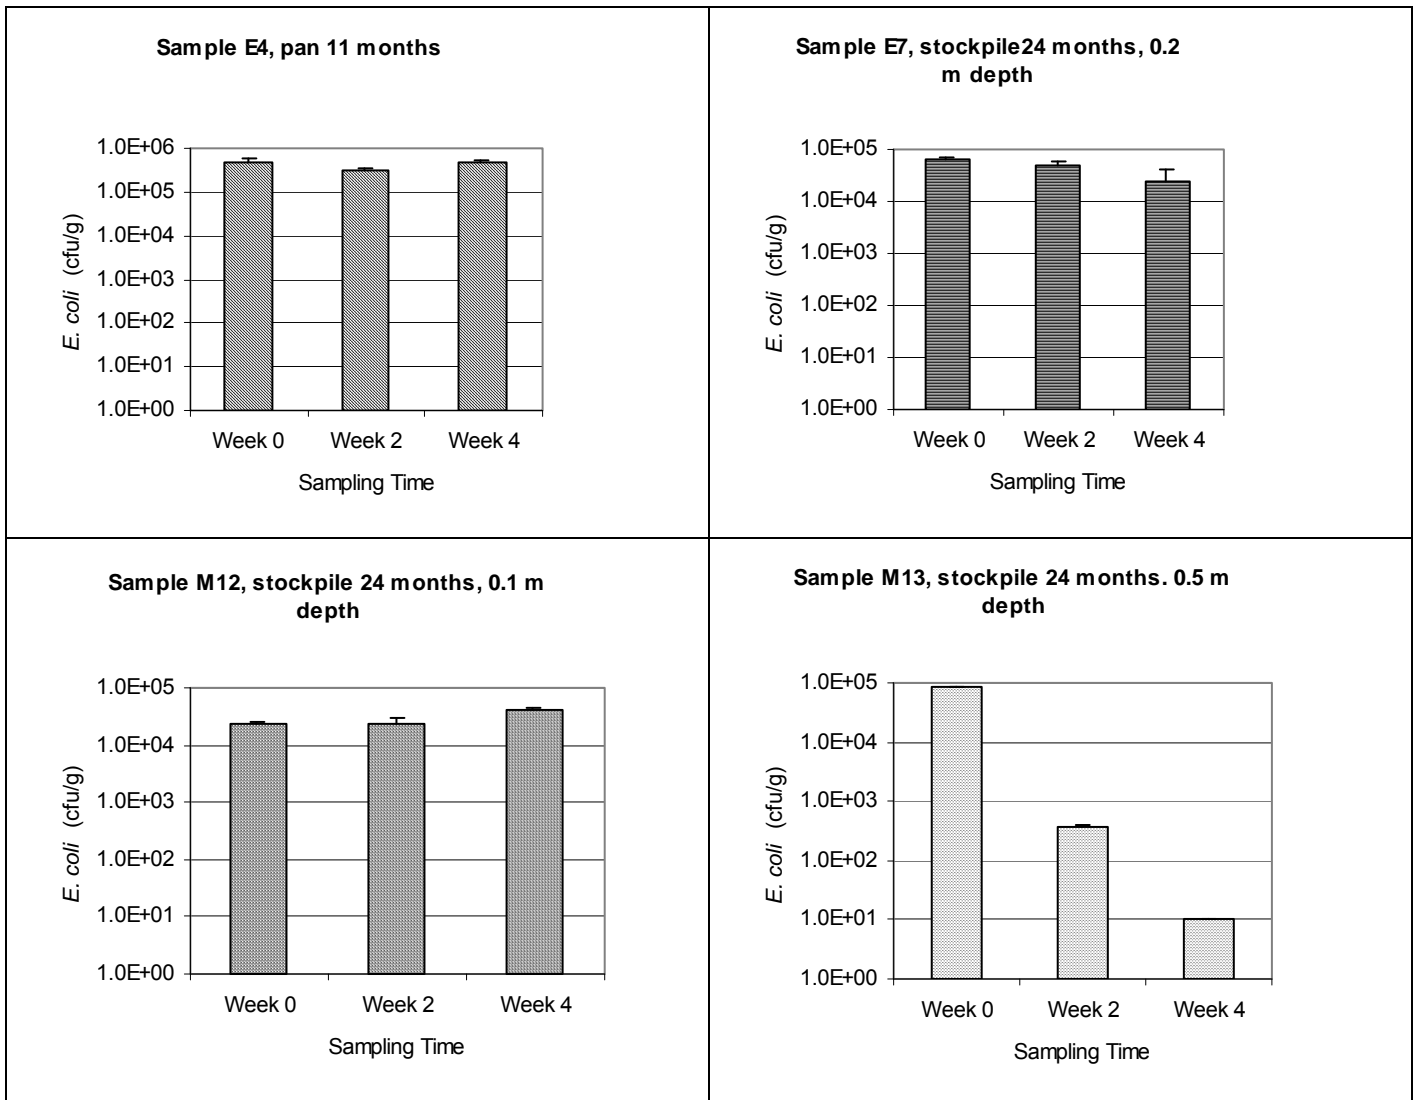 Sample E4, pan 11 months
1.0E+06
1.0E+05
1.0E+04
1.0E+03
1.0E+02
1.0E+01
1.0E+00
E. coli (cfu/g)
Week 0 Week 2 Week 4
Sampling Time
Sample E7, stockpile24 months, 0.2
m depth
1.0E+05
1.0E+04
1.0E+03
1.0E+02
1.0E+01
1.0E+00
E. coli (cfu/g)
Week 0 Week 2 Week 4
Sampling Time
Sample M12, stockpile 24 months, 0.1 m
depth
1.0E+05
1.0E+04
1.0E+03
1.0E+02
1.0E+01
1.0E+00
E. coli (cfu/g)
Week 0 Week 2 Week 4
Sampling Time
Sample M13, stockpile 24 months. 0.5 m
depth
1.0E+05
1.0E+04
1.0E+03
1.0E+02
1.0E+01
1.0E+00
E. coli (cfu/g)
Week 0 Week 2 Week 4
Sampling Time